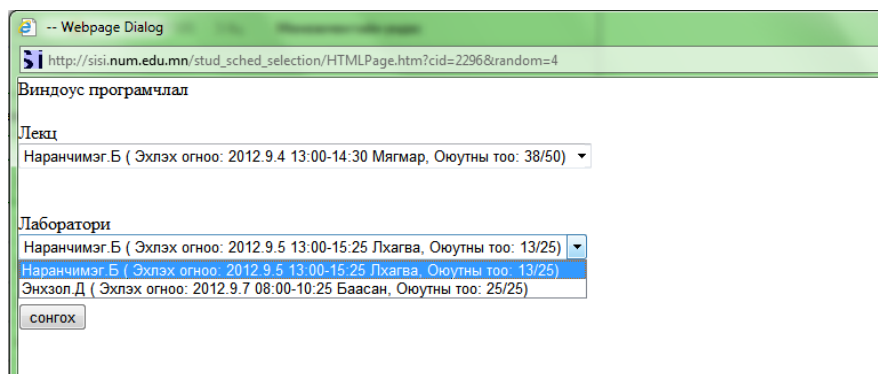 -- Webpage Dialog
http://sisi.num.edu.mn/stud_sched_selection/HTMLPage.htm?cid=2296&random=4
Виндоус програмчлал
Лекц
Наранчимэг.Б ( Эхлэх огноо: 2012.9.4 13:00-14:30 Мягмар, Оюутны тоо: 38/50)
Лаборатори
Наранчимэг.Б ( Эхлэх огноо: 2012.9.5 13:00-15:25 Лхагва, Оюутны тоо: 13/25)
Наранчимэг.Б ( Эхлэх огноо: 2012.9.5 13:00-15:25 Лхагва, Оюутны тоо: 13/25)
Энхзол.Д ( Эхлэх огноо: 2012.9.7 08:00-10:25 Баасан, Оюутны тоо: 25/25)
сонгох